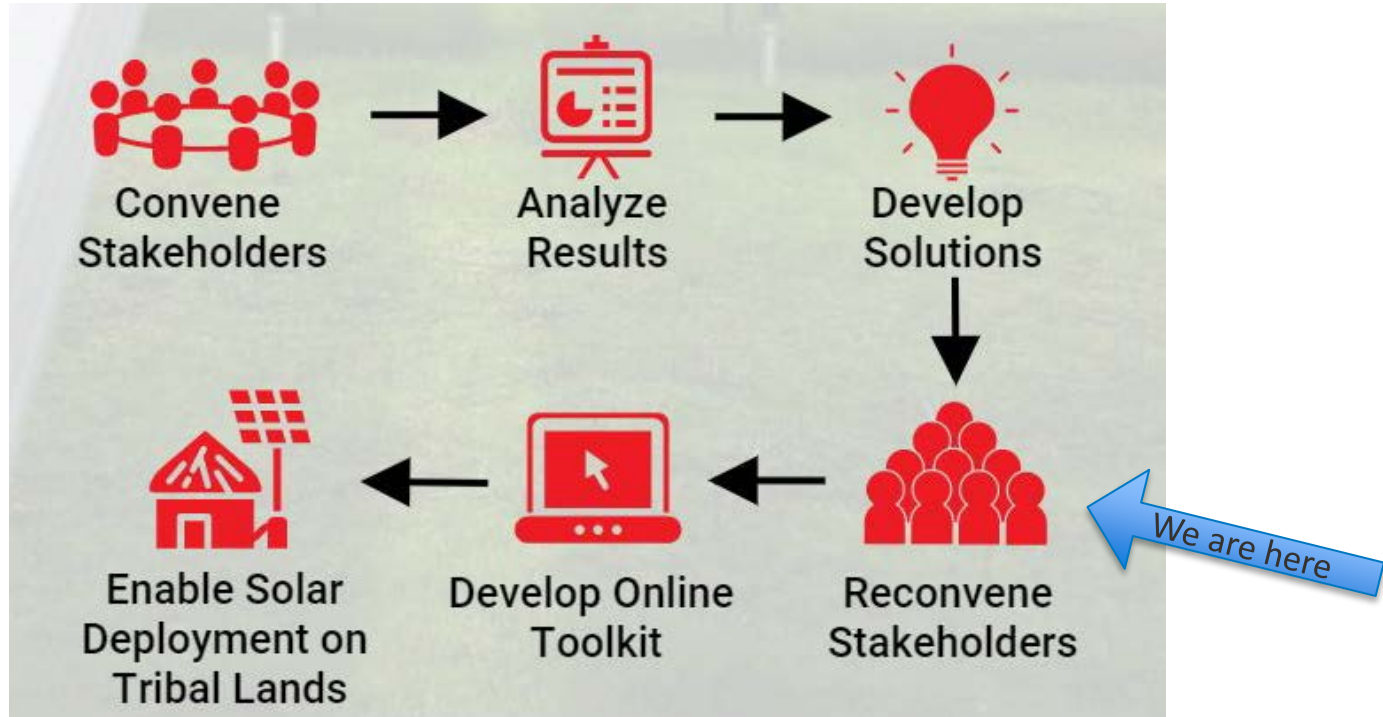 Convene
Stakeholders
Analyze
Results
Develop
Solutions
Reconvene
Stakeholders
We are here
Develop Online
Toolkit
Enable Solar
Deployment on
Tribal Lands